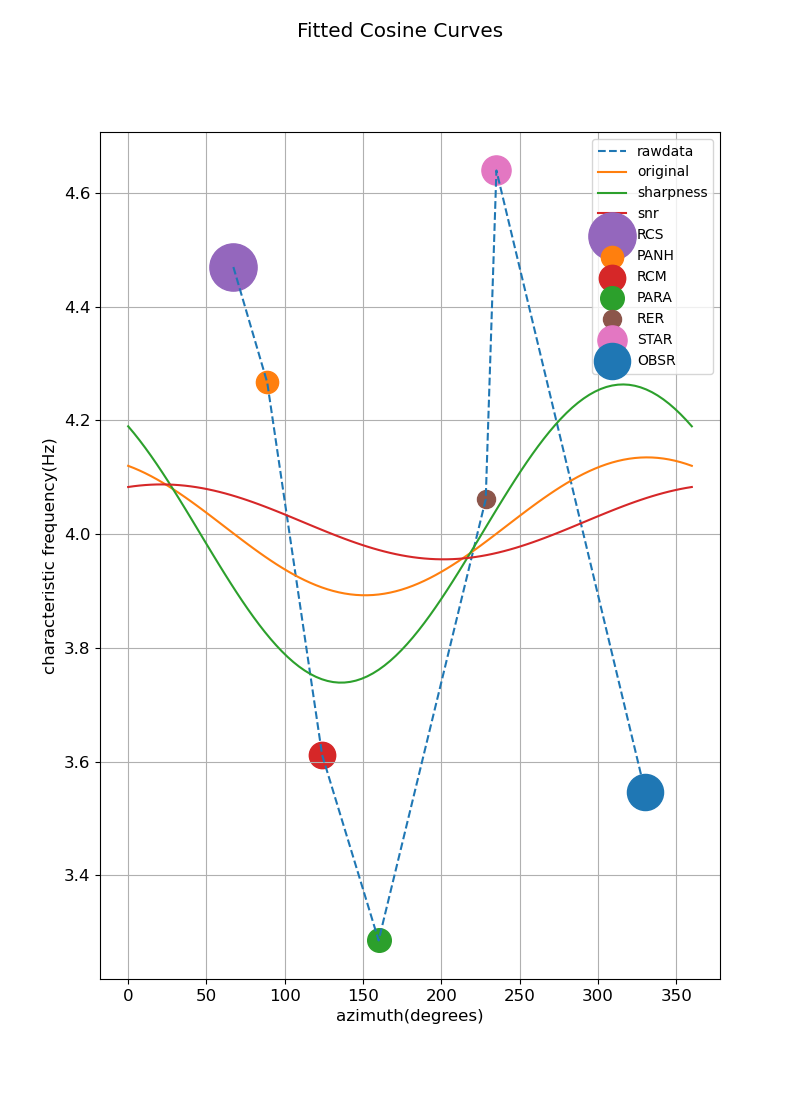 Fitted Cosine Curves
rawdata
original
sharpness
snr
RCS
PANH
RCM
PARA
RER
STAR
OBSR
characteristic frequency(Hz)
4.6
4.4
4.2
4.0
3.8
3.6
3.4
0 50 100 150 200 250 300 350
azimuth(degrees)